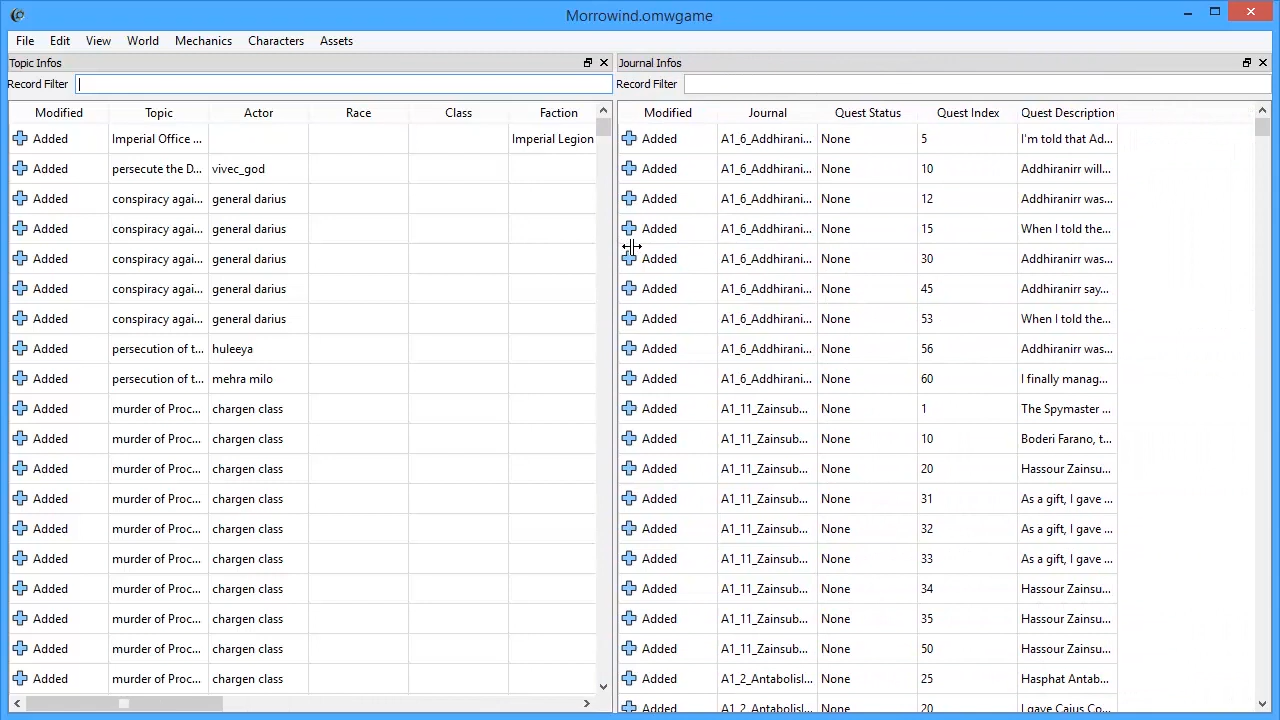 Morrowind.omwgame
File Edit View World Mechanics Characters Assets
Topic Infos
Record Filter
Modified Topic Actor Race Class Faction
Added Imperial Office ... Imperial Legion
Added persecute the D... vivec_god
Added conspiracy agai... general darius
Added conspiracy agai... general darius
Added conspiracy agai... general darius
Added conspiracy agai... general darius
Added conspiracy agai... general darius
Added persecution of t... huleeya
Added persecution of t... mehra milo
Added murder of Proc... chargen class
Added murder of Proc... chargen class
Added murder of Proc... chargen class
Added murder of Proc... chargen class
Added murder of Proc... chargen class
Added murder of Proc... chargen class
Added murder of Proc... chargen class
Added murder of Proc... chargen class
Added murder of Proc... chargen class
Added murder of Proc... chargen class
Journal Infos
Record Filter
Modified Journal Quest Status Quest Index Quest Description
Added A1_6_Addhirani... None 5 I'm told that Ad...
Added A1_6_Addhirani... None 10 Addhiranirr will...
Added A1_6_Addhirani... None 12 Addhiranirr was...
Added A1_6_Addhirani... None 15 When I told the...
Added A1_6_Addhirani... None 30 Addhiranirr was...
Added A1_6_Addhirani... None 45 Addhiranirr say...
Added A1_6_Addhirani... None 53 When I told the...
Added A1_6_Addhirani... None 56 Addhiranirr was...
Added A1_6_Addhirani... None 60 I finally manag...
Added A1_11_Zainsub... None 1 The Spymaster ...
Added A1_11_Zainsub... None 10 Boderi Farano, t...
Added A1_11_Zainsub... None 20 Hassour Zainsu...
Added A1_11_Zainsub... None 31 As a gift, I gave ...
Added A1_11_Zainsub... None 32 As a gift, I gave ...
Added A1_11_Zainsub... None 33 As a gift, I gave ...
Added A1_11_Zainsub... None 34 Hassour Zainsu...
Added A1_11_Zainsub... None 35 Hassour Zainsu...
Added A1_11_Zainsub... None 50 Hassour Zainsu...
Added A1_2_Antabolisl... None 25 Hasphat Antab...
Added A1_2_Antabolisl... None 20 I gave Caius Co...